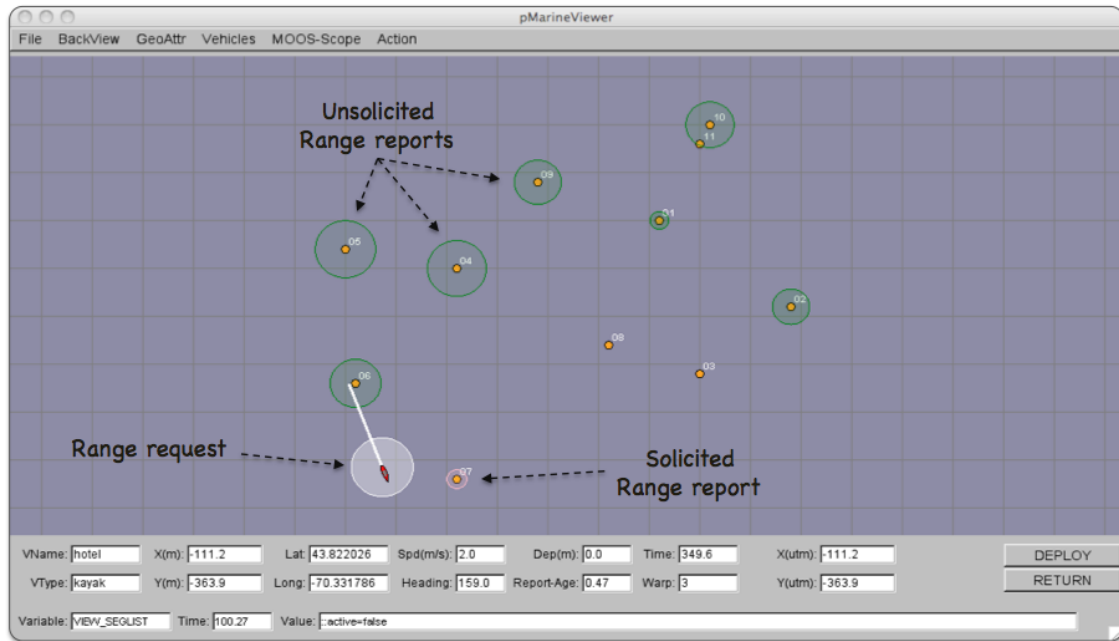 pMarineViewer
File BackView GeoAttr Vehicles MOOS-Scope Action
Unsolicited
Range reports
10
11
09
01
05
04
02
08
03
06
Range request
07
Solicited
Range report
VName: hotel X(m): -111.2 Lat: 43.822026 Spd(m/s): 2.0 Dep(m): 0.0 Time: 349.6 X(utm): -111.2 DEPLOY
VType: kayak Y(m): -363.9 Long: -70.331786 Heading: 159.0 Report-Age: 0.47 Warp: 3 Y(utm): -363.9 RETURN
Variable: VIEW_SEGLIST Time: 100.27 Value: ::active=false